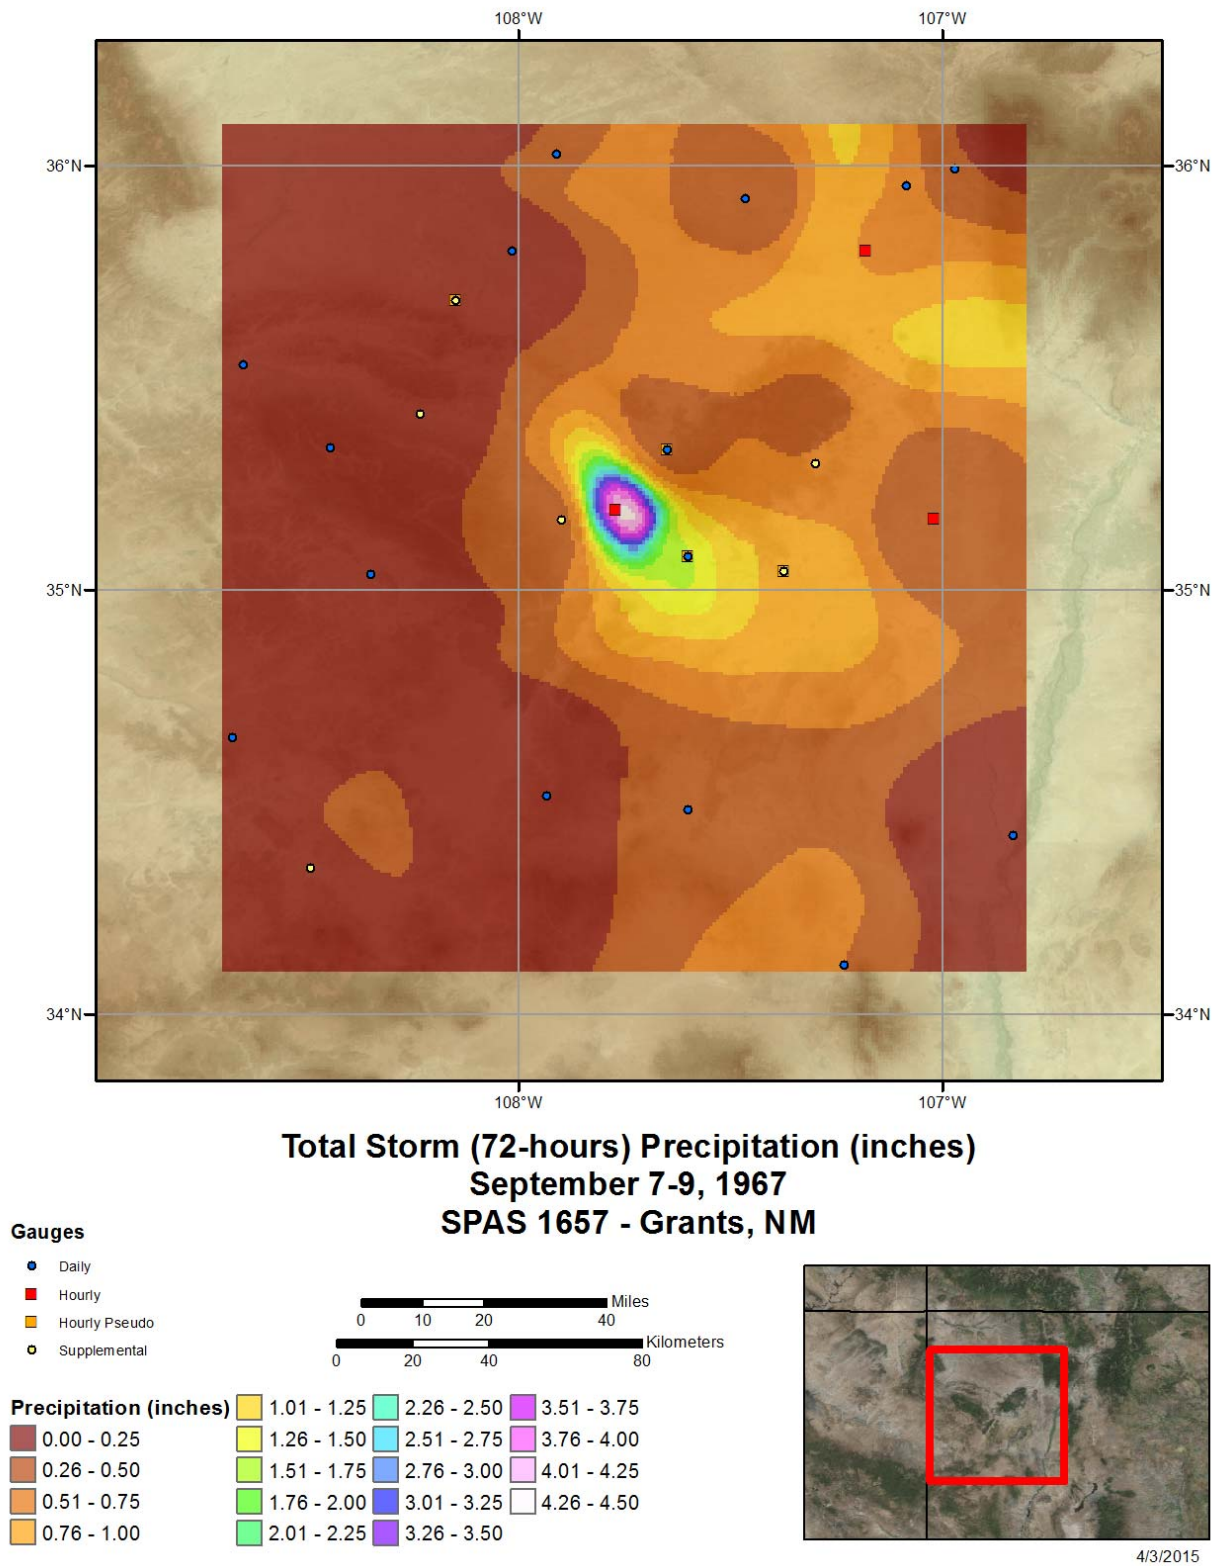 108°W 107°W
36°N 36°N
35°N 35°N
34°N 34°N
108°W 107°W
Total Storm (72-hours) Precipitation (inches)
September 7-9, 1967
SPAS 1657 - Grants, NM
Gauges
Daily
Hourly
Hourly Pseudo
Supplemental
Miles
0 10 20 40
Kilometers
0 20 40 80
Precipitation (inches)
0.00 - 0.25
0.26 - 0.50
0.51 - 0.75
0.76 - 1.00
1.01 - 1.25
1.26 - 1.50
1.51 - 1.75
1.76 - 2.00
2.01 - 2.25
2.26 - 2.50
2.51 - 2.75
2.76 - 3.00
3.01 - 3.25
3.26 - 3.50
3.51 - 3.75
3.76 - 4.00
4.01 - 4.25
4.26 - 4.50
4/3/2015